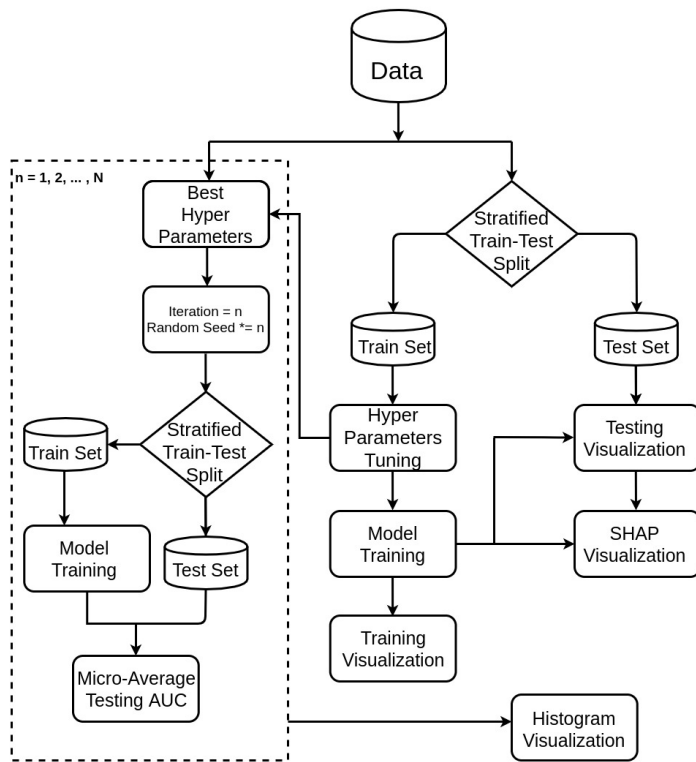 Data
n = 1, 2, ... , N
Best
Hyper
Parameters
Iteration = n
Random Seed *= n
Stratified
Train-Test
Split
Train Set
Model
Training
Test Set
Micro-Average
Testing AUC
Stratified
Train-Test
Split
Train Set
Test Set
Hyper
Parameters
Tuning
Testing
Visualization
Model
Training
SHAP
Visualization
Training
Visualization
Histogram
Visualization